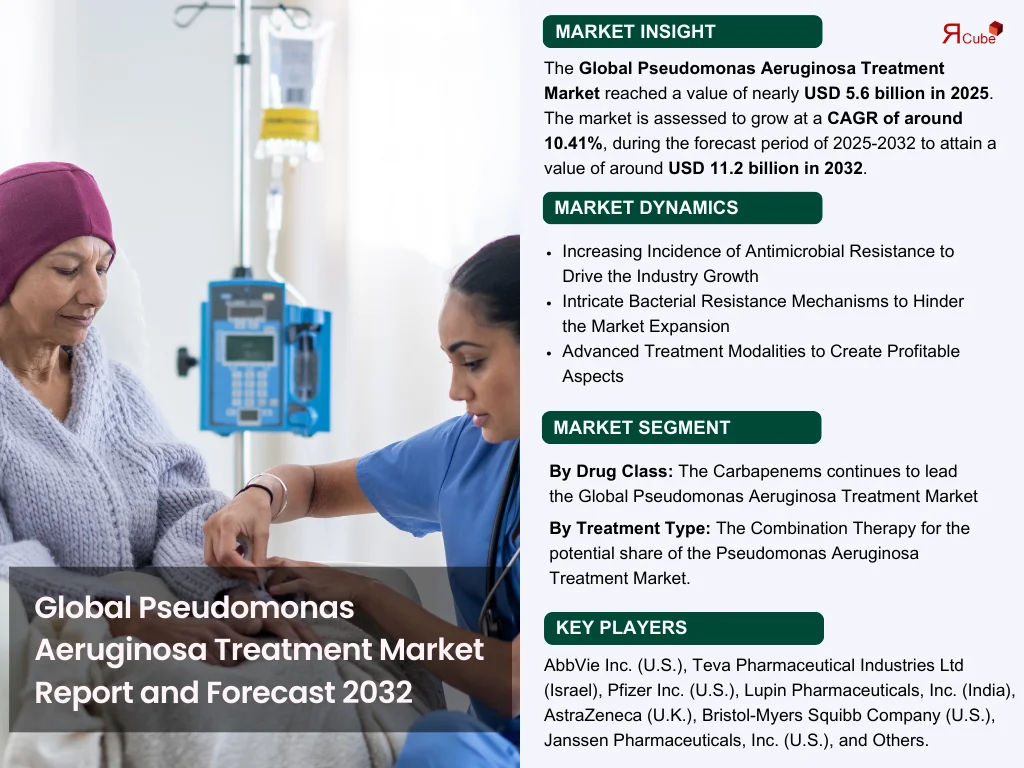 MARKET INSIGHT
ЯCube
The Global Pseudomonas Aeruginosa Treatment
Market reached a value of nearly USD 5.6 billion in 2025.
The market is assessed to grow at a CAGR of around
10.41%, during the forecast period of 2025-2032 to attain a
value of around USD 11.2 billion in 2032.
MARKET DYNAMICS
• Increasing Incidence of Antimicrobial Resistance to
Drive the Industry Growth
• Intricate Bacterial Resistance Mechanisms to Hinder
the Market Expansion
• Advanced Treatment Modalities to Create Profitable
Aspects
MARKET SEGMENT
By Drug Class: The Carbapenems continues to lead
the Global Pseudomonas Aeruginosa Treatment Market
By Treatment Type: The Combination Therapy for the
potential share of the Pseudomonas Aeruginosa
Treatment Market.
KEY PLAYERS
AbbVie Inc. (U.S.), Teva Pharmaceutical Industries Ltd
(Israel), Pfizer Inc. (U.S.), Lupin Pharmaceuticals, Inc. (India),
AstraZeneca (U.K.), Bristol-Myers Squibb Company (U.S.),
Janssen Pharmaceuticals, Inc. (U.S.), and Others.
Global Pseudomonas
Aeruginosa Treatment Market
Report and Forecast 2032